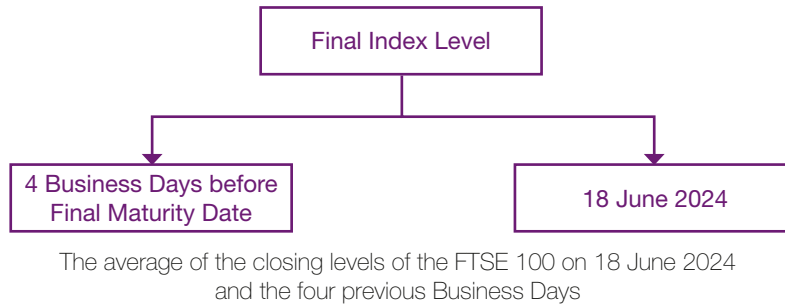 Final Index Level
4 Business Days before
Final Maturity Date
18 June 2024
The average of the closing levels of the FTSE 100 on 18 June 2024
and the four previous Business Days